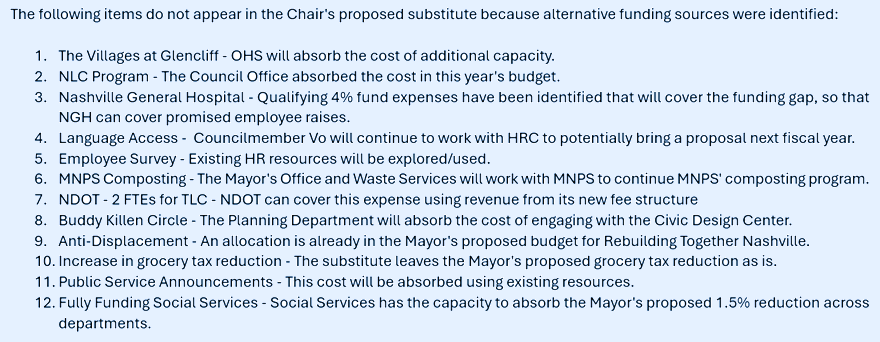 The following items do not appear in the Chair's proposed substitute because alternative funding sources were identified:
1. The Villages at Glencliff - OHS will absorb the cost of additional capacity.
2. NLC Program - The Council Office absorbed the cost in this year's budget.
3. Nashville General Hospital - Qualifying 4% fund expenses have been identified that will cover the funding gap, so that
NGH can cover promised employee raises.
4. Language Access -  Councilmember Vo will continue to work with HRC to potentially bring a proposal next fiscal year.
5. Employee Survey - Existing HR resources will be explored/used.
6. MNPS Composting - The Mayor's Office and Waste Services will work with MNPS to continue MNPS' composting program.
7. NDOT - 2 FTEs for TLC - NDOT can cover this expense using revenue from its new fee structure
8. Buddy Killen Circle - The Planning Department will absorb the cost of engaging with the Civic Design Center.
9. Anti-Displacement - An allocation is already in the Mayor's proposed budget for Rebuilding Together Nashville.
10. Increase in grocery tax reduction - The substitute leaves the Mayor's proposed grocery tax reduction as is.
11. Public Service Announcements - This cost will be absorbed using existing resources.
12. Fully Funding Social Services - Social Services has the capacity to absorb the Mayor's proposed 1.5% reduction across
departments.